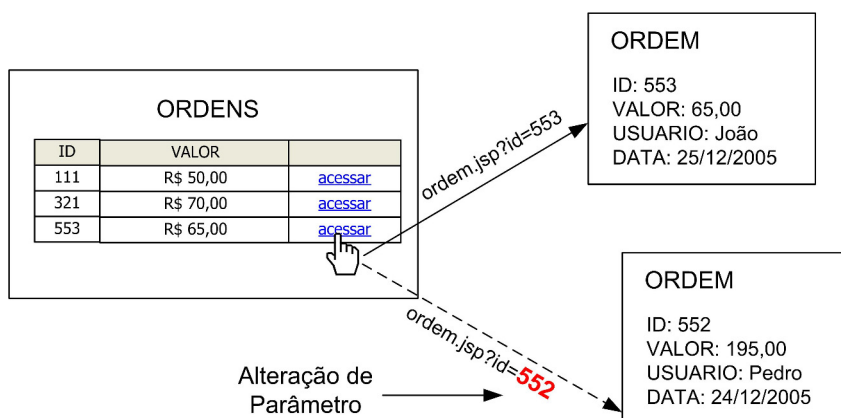 ORDENS
ID VALOR
111 R$ 50,00 acessar
321 R$ 70,00 acessar
553 R$ 65,00 acessar
ordem.jsp?id=553
ORDEM
ID: 553
VALOR: 65,00
USUARIO: João
DATA: 25/12/2005
ordem.jsp?id=552
Alteração de
Parâmetro
ORDEM
ID: 552
VALOR: 195,00
USUARIO: Pedro
DATA: 24/12/2005